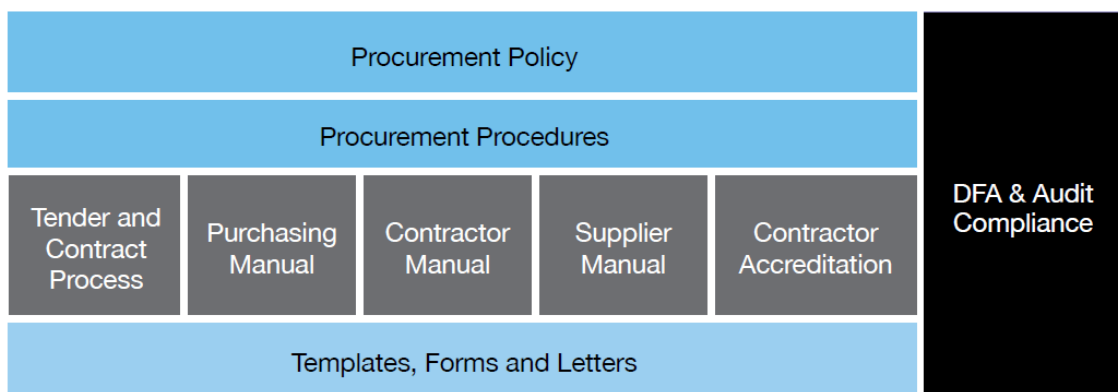 Procurement Policy
Procurement Procedures
Tender and
Contract
Process
Purchasing
Manual
Contractor
Manual
Supplier
Manual
Contractor
Accreditation
Templates, Forms and Letters
DFA & Audit
Compliance